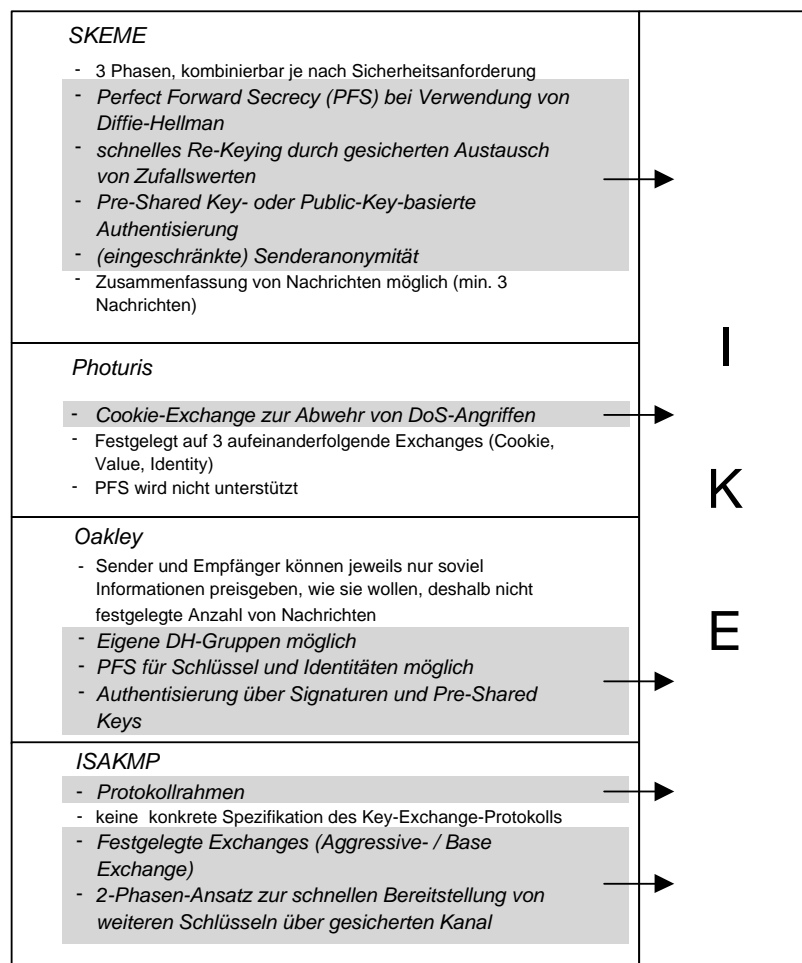 SKEME
- 3 Phasen, kombinierbar je nach Sicherheitsanforderung
- Perfect Forward Secrecy (PFS) bei Verwendung von
Diffie-Hellman
- schnelles Re-Keying durch gesicherten Austausch
von Zufallswerten
- Pre-Shared Key- oder Public-Key-basierte
Authentisierung
- (eingeschränkte) Senderanonymität
- Zusammenfassung von Nachrichten möglich (min. 3
Nachrichten)
Photuris
- Cookie-Exchange zur Abwehr von DoS-Angriffen
- Festgelegt auf 3 aufeinanderfolgende Exchanges (Cookie,
Value, Identity)
- PFS wird nicht unterstützt
Oakley
- Sender und Empfänger können jeweils nur soviel
Informationen preisgeben, wie sie wollen, deshalb nicht
festgelegte Anzahl von Nachrichten
- Eigene DH-Gruppen möglich
- PFS für Schlüssel und Identitäten möglich
- Authentisierung über Signaturen und Pre-Shared
Keys
ISAKMP
- Protokollrahmen
- keine konkrete Spezifikation des Key-Exchange-Protokolls
- Festgelegte Exchanges (Aggressive- / Base
Exchange)
- 2-Phasen-Ansatz zur schnellen Bereitstellung von
weiteren Schlüsseln über gesicherten Kanal
I
K
E